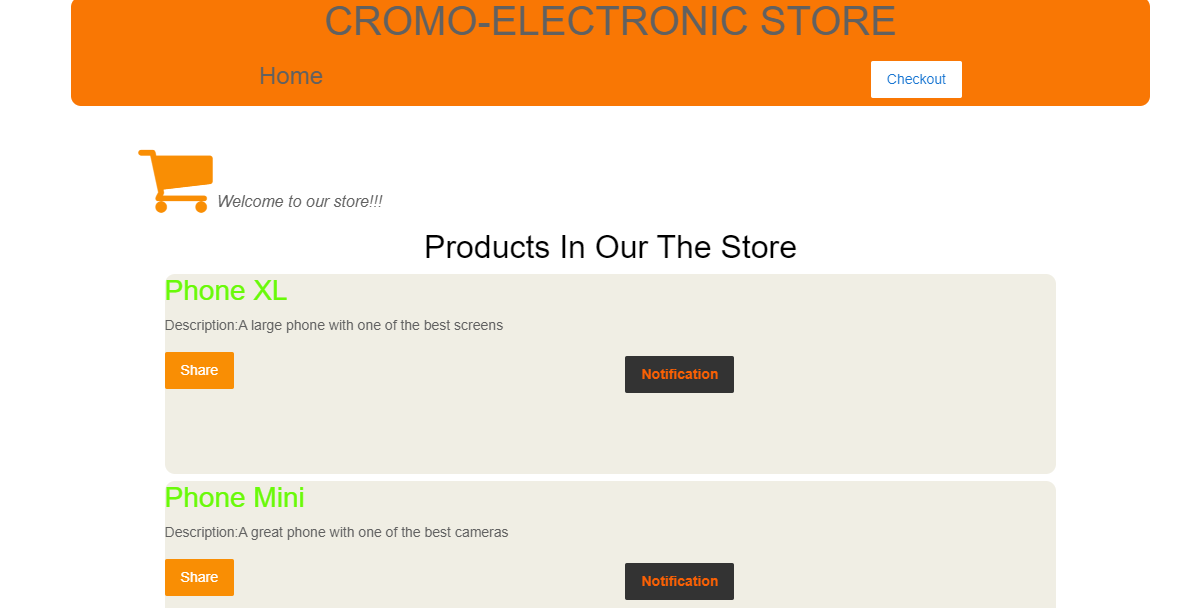 CROMO-ELECTRONIC STORE
Home
Checkout
Welcome to our store!!!
Products In Our The Store
Phone XL
Description:A large phone with one of the best screens
Share
Notification
Phone Mini
Description:A great phone with one of the best cameras
Share
Notification